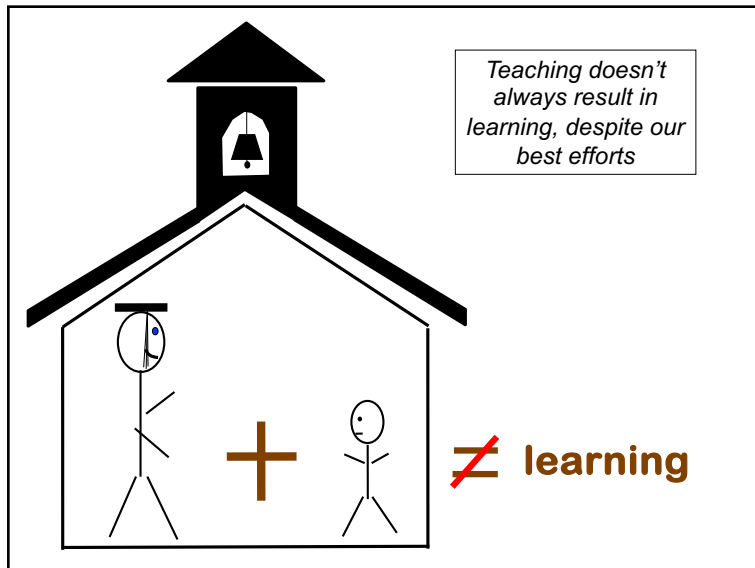 Teaching doesn’t
always result in
learning, despite our
best efforts
+ ≠ learning